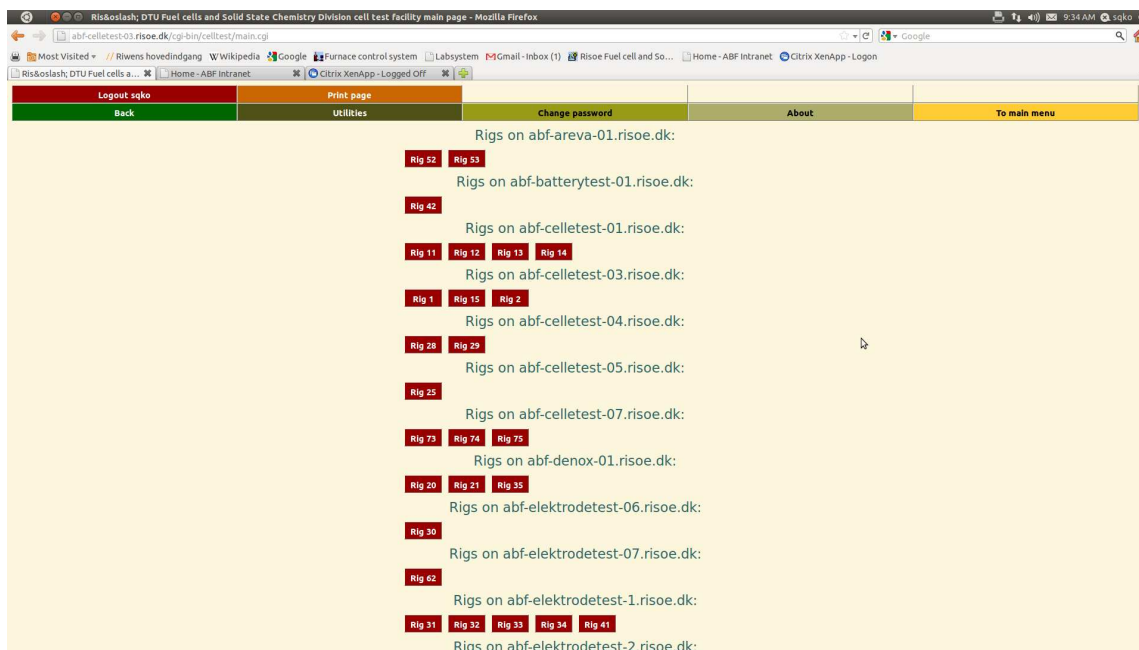 Ris&oslash; DTU Fuel cells and Solid State Chemistry Division cell test facility main page - Mozilla Firefox
9:34 AM sqko
abf-celletest-03.risoe.dk/cgi-bin/celltest/main.cgi
Google
Most Visited // Riwens hovedindgang Wikipedia Google Furnace control system Labsystem Gmail - Inbox (1) Risoe Fuel cell and So... Home - ABF Intranet Citrix XenApp - Logon
Ris&oslash; DTU Fuel cells a... Home - ABF Intranet Citrix XenApp - Logged Off
Logout sqko Print page
Back Utilities Change password About To main menu
Rigs on abf-areva-01.risoe.dk:
Rig 52 Rig 53
Rigs on abf-batterytest-01.risoe.dk:
Rig 42
Rigs on abf-celletest-01.risoe.dk:
Rig 11 Rig 12 Rig 13 Rig 14
Rigs on abf-celletest-03.risoe.dk:
Rig 1 Rig 15 Rig 2
Rigs on abf-celletest-04.risoe.dk:
Rig 28 Rig 29
Rigs on abf-celletest-05.risoe.dk:
Rig 25
Rigs on abf-celletest-07.risoe.dk:
Rig 73 Rig 74 Rig 75
Rigs on abf-denox-01.risoe.dk:
Rig 20 Rig 21 Rig 35
Rigs on abf-elektrodetest-06.risoe.dk:
Rig 30
Rigs on abf-elektrodetest-07.risoe.dk:
Rig 62
Rigs on abf-elektrodetest-1.risoe.dk:
Rig 31 Rig 32 Rig 33 Rig 34 Rig 41
Rigs on abf-elektrodetest-2.risoe.dk: